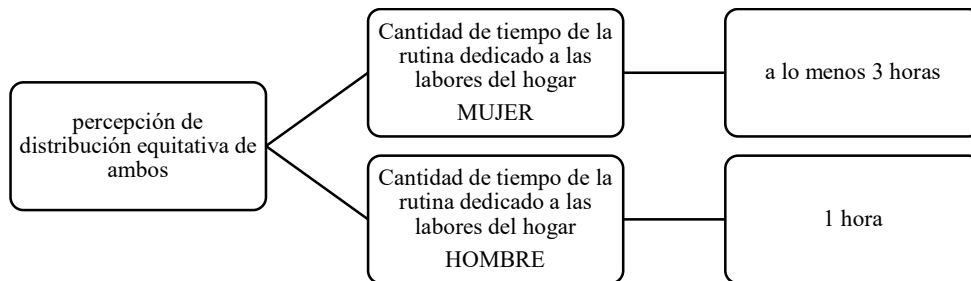 percepción de
distribución equitativa de
ambos
Cantidad de tiempo de la
rutina dedicado a las
labores del hogar
MUJER
a lo menos 3 horas
Cantidad de tiempo de la
rutina dedicado a las
labores del hogar
HOMBRE
1 hora